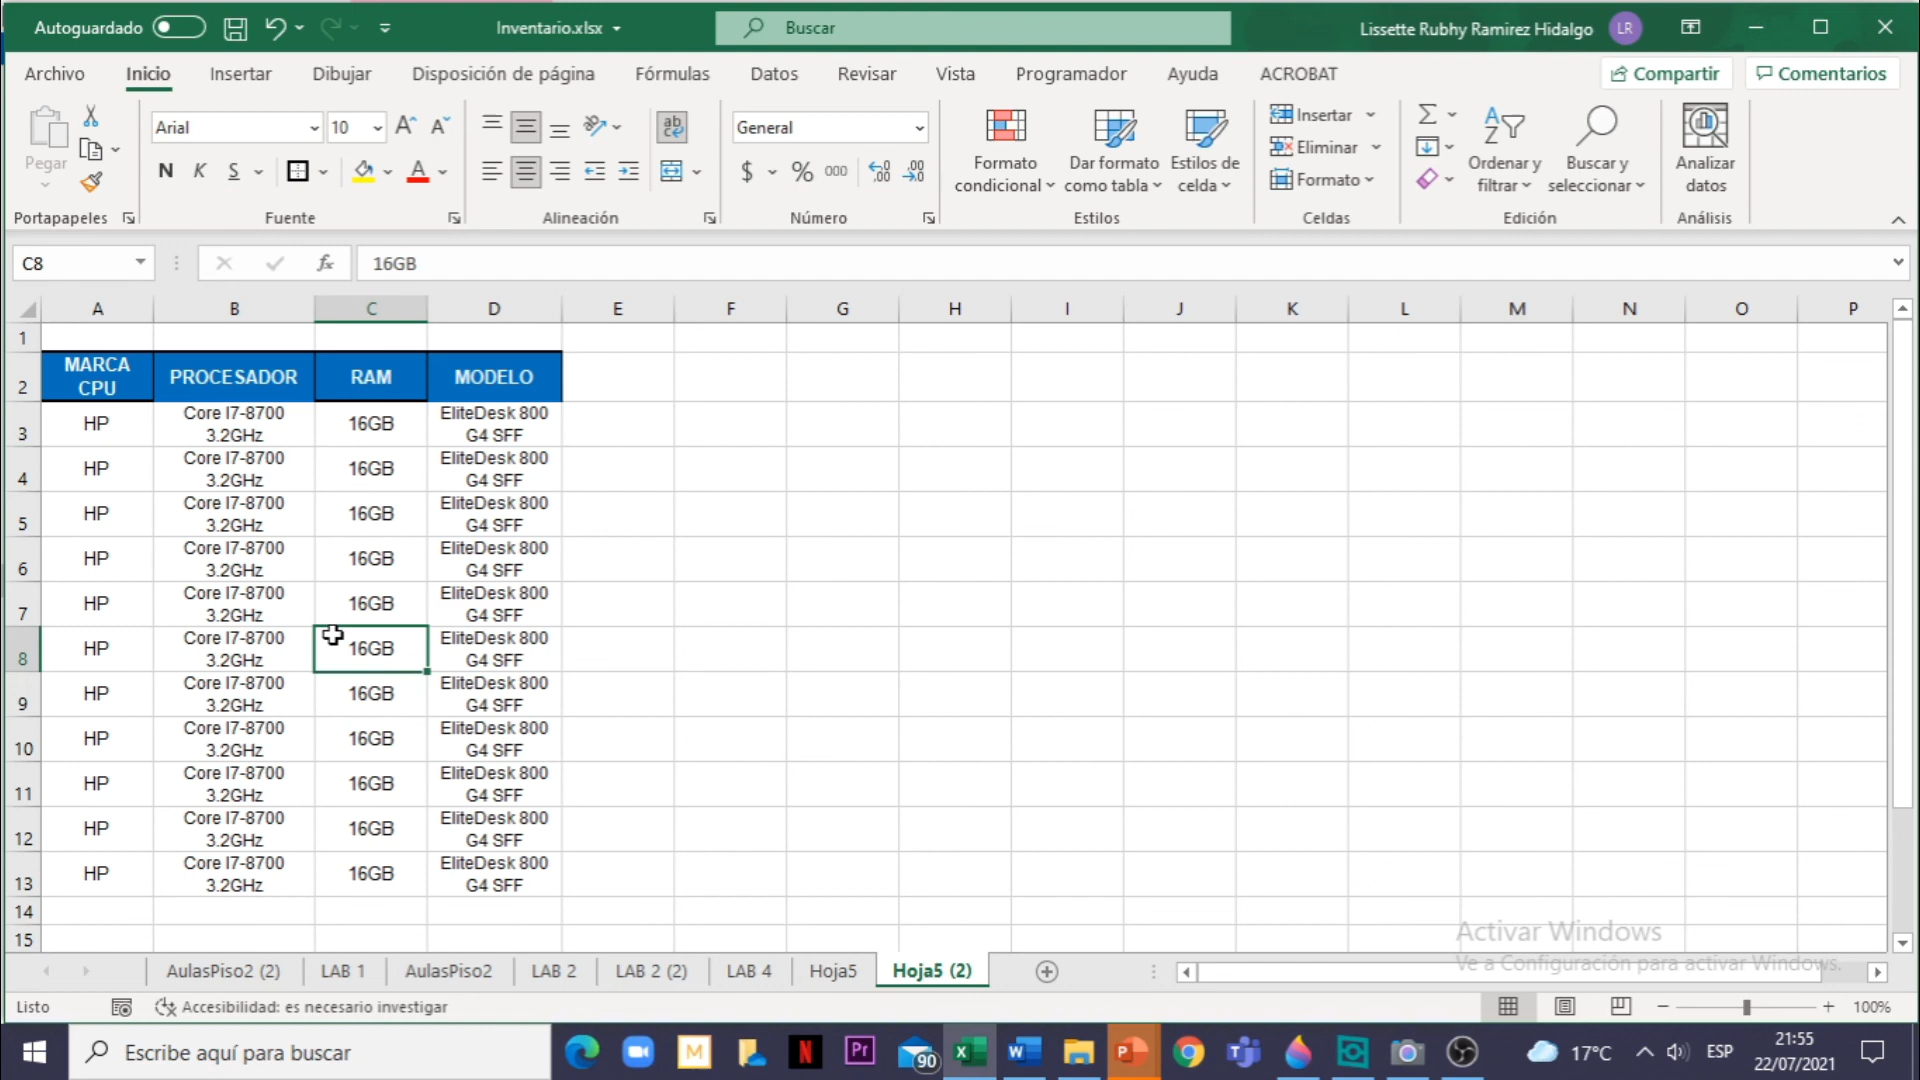 Autoguardado Inventario.xlsx Buscar Lissette Rubhy Ramirez Hidalgo LR
Archivo Inicio Insertar Dibujar Disposición de página Fórmulas Datos Revisar Vista Programador Ayuda ACROBAT Compartir Comentarios
Pegar
Portapapeles
Arial 10
N K S
Fuente
ab
Alineación
General
$ % 000
Número
Formato condicional
Dar formato como tabla
Estilos de celda
Estilos
Insertar
Eliminar
Formato
Celdas
Ordenar y filtrar
Buscar y seleccionar
Edición
Analizar datos
Análisis
C8 fx 16GB
A B C D E F G H I J K L M N O P
1
2 MARCA CPU PROCESADOR RAM MODELO
3 HP Core I7-8700 3.2GHz 16GB EliteDesk 800 G4 SFF
4 HP Core I7-8700 3.2GHz 16GB EliteDesk 800 G4 SFF
5 HP Core I7-8700 3.2GHz 16GB EliteDesk 800 G4 SFF
6 HP Core I7-8700 3.2GHz 16GB EliteDesk 800 G4 SFF
7 HP Core I7-8700 3.2GHz 16GB EliteDesk 800 G4 SFF
8 HP Core I7-8700 3.2GHz 16GB EliteDesk 800 G4 SFF
9 HP Core I7-8700 3.2GHz 16GB EliteDesk 800 G4 SFF
10 HP Core I7-8700 3.2GHz 16GB EliteDesk 800 G4 SFF
11 HP Core I7-8700 3.2GHz 16GB EliteDesk 800 G4 SFF
12 HP Core I7-8700 3.2GHz 16GB EliteDesk 800 G4 SFF
13 HP Core I7-8700 3.2GHz 16GB EliteDesk 800 G4 SFF
14
15
Activar Windows
Ve a Configuración para activar Windows.
AulasPiso2 (2) LAB 1 AulasPiso2 LAB 2 LAB 2 (2) LAB 4 Hoja5 Hoja5 (2)
Listo Accesibilidad: es necesario investigar 100%
Escribe aquí para buscar 90 17°C ESP 21:55
22/07/2021